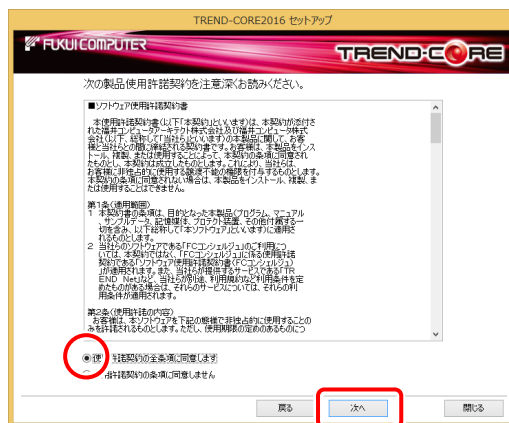 TREND-CORE2016 セットアップ
FUKUI COMPUTER
TREND-CORE
次の製品使用許諾契約を注意深くお読みください。
■ソフトウェア使用許諾契約書
本使用許諾契約書(以下「本契約」といいます)は、本契約が添付さ
れた福井コンピュータアーキテクト株式会社及び福井コンピュータ株式
会社(以下、総称して「当社ら」といいます)の本製品に関して、お客
様と当社らとの間に締結される契約書です。お客様は、本製品をインス
トール、複製、または使用することによって、本契約の条項に同意され
たものとし、本契約は成立したものとします。これにより、当社らは、
お客様に非独占的に使用する譲渡不能の権限を付与するものとします。
本契約の条項に同意されない場合は、本製品をインストール、複製、ま
たは使用することはできません。
第1条(適用範囲)
1 本契約書の条項は、目的となった本製品(プログラム、マニュアル
、サンプルデータ、記憶媒体、プロテクト装置、その他付属する一
切を含み、以下総称して「本ソフトウェア」といいます)に適用さ
れるものとします。
2 当社らのソフトウェアである「FCコンシェルジュ」のご利用につ
いては、本契約ではなく、「FCコンシェルジュ」に係る使用許諾
契約である「ソフトウェア使用許諾契約書(FCコンシェルジュ)
」が適用されます。また、当社らが提供するサービスである「TR
END Net」など、当社らが別途、利用規約など利用条件を定
めたものがある場合は、それらのサービスについては、それらの利
用条件が適用されます。
第2条(使用許諾の内容)
お客様は、本ソフトウェアを下記の態様で非独占的に使用することの
みを許諾されるものとします。ただし、使用期限の定めのあるものにつ
使 許諾契約の全条項に同意します
許諾契約の条項に同意しません
戻る 次へ 閉じる